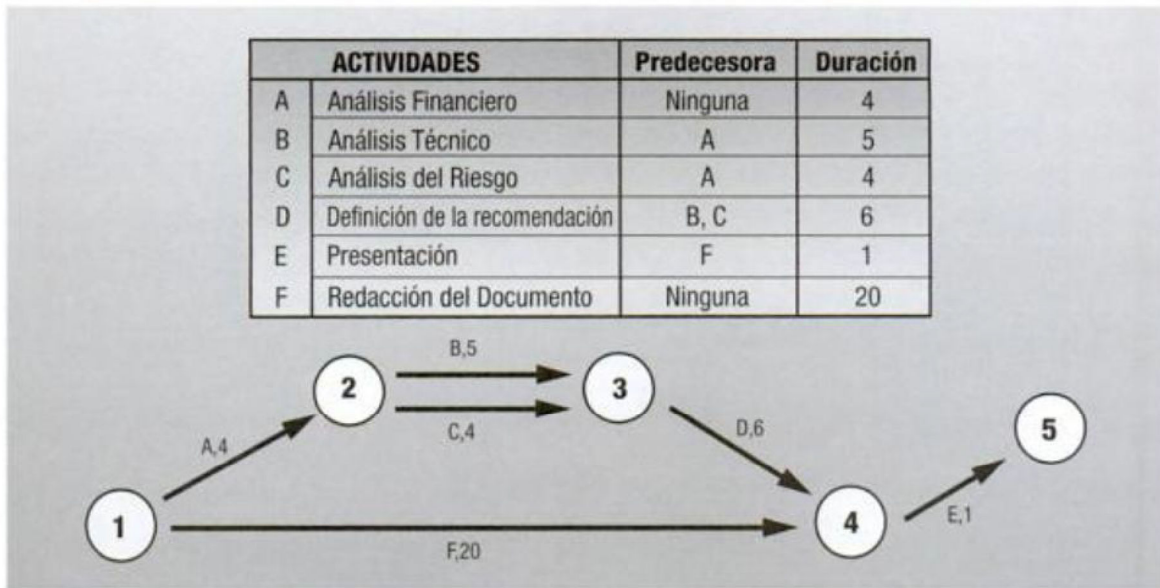 ACTIVIDADES Predecesora Duración
A Análisis Financiero Ninguna 4
B Análisis Técnico A 5
C Análisis del Riesgo A 4
D Definición de la recomendación B, C 6
E Presentación F 1
F Redacción del Documento Ninguna 20
B,5
2 3
C,4
5
A,4
D,6
1 4
E,1
F,20